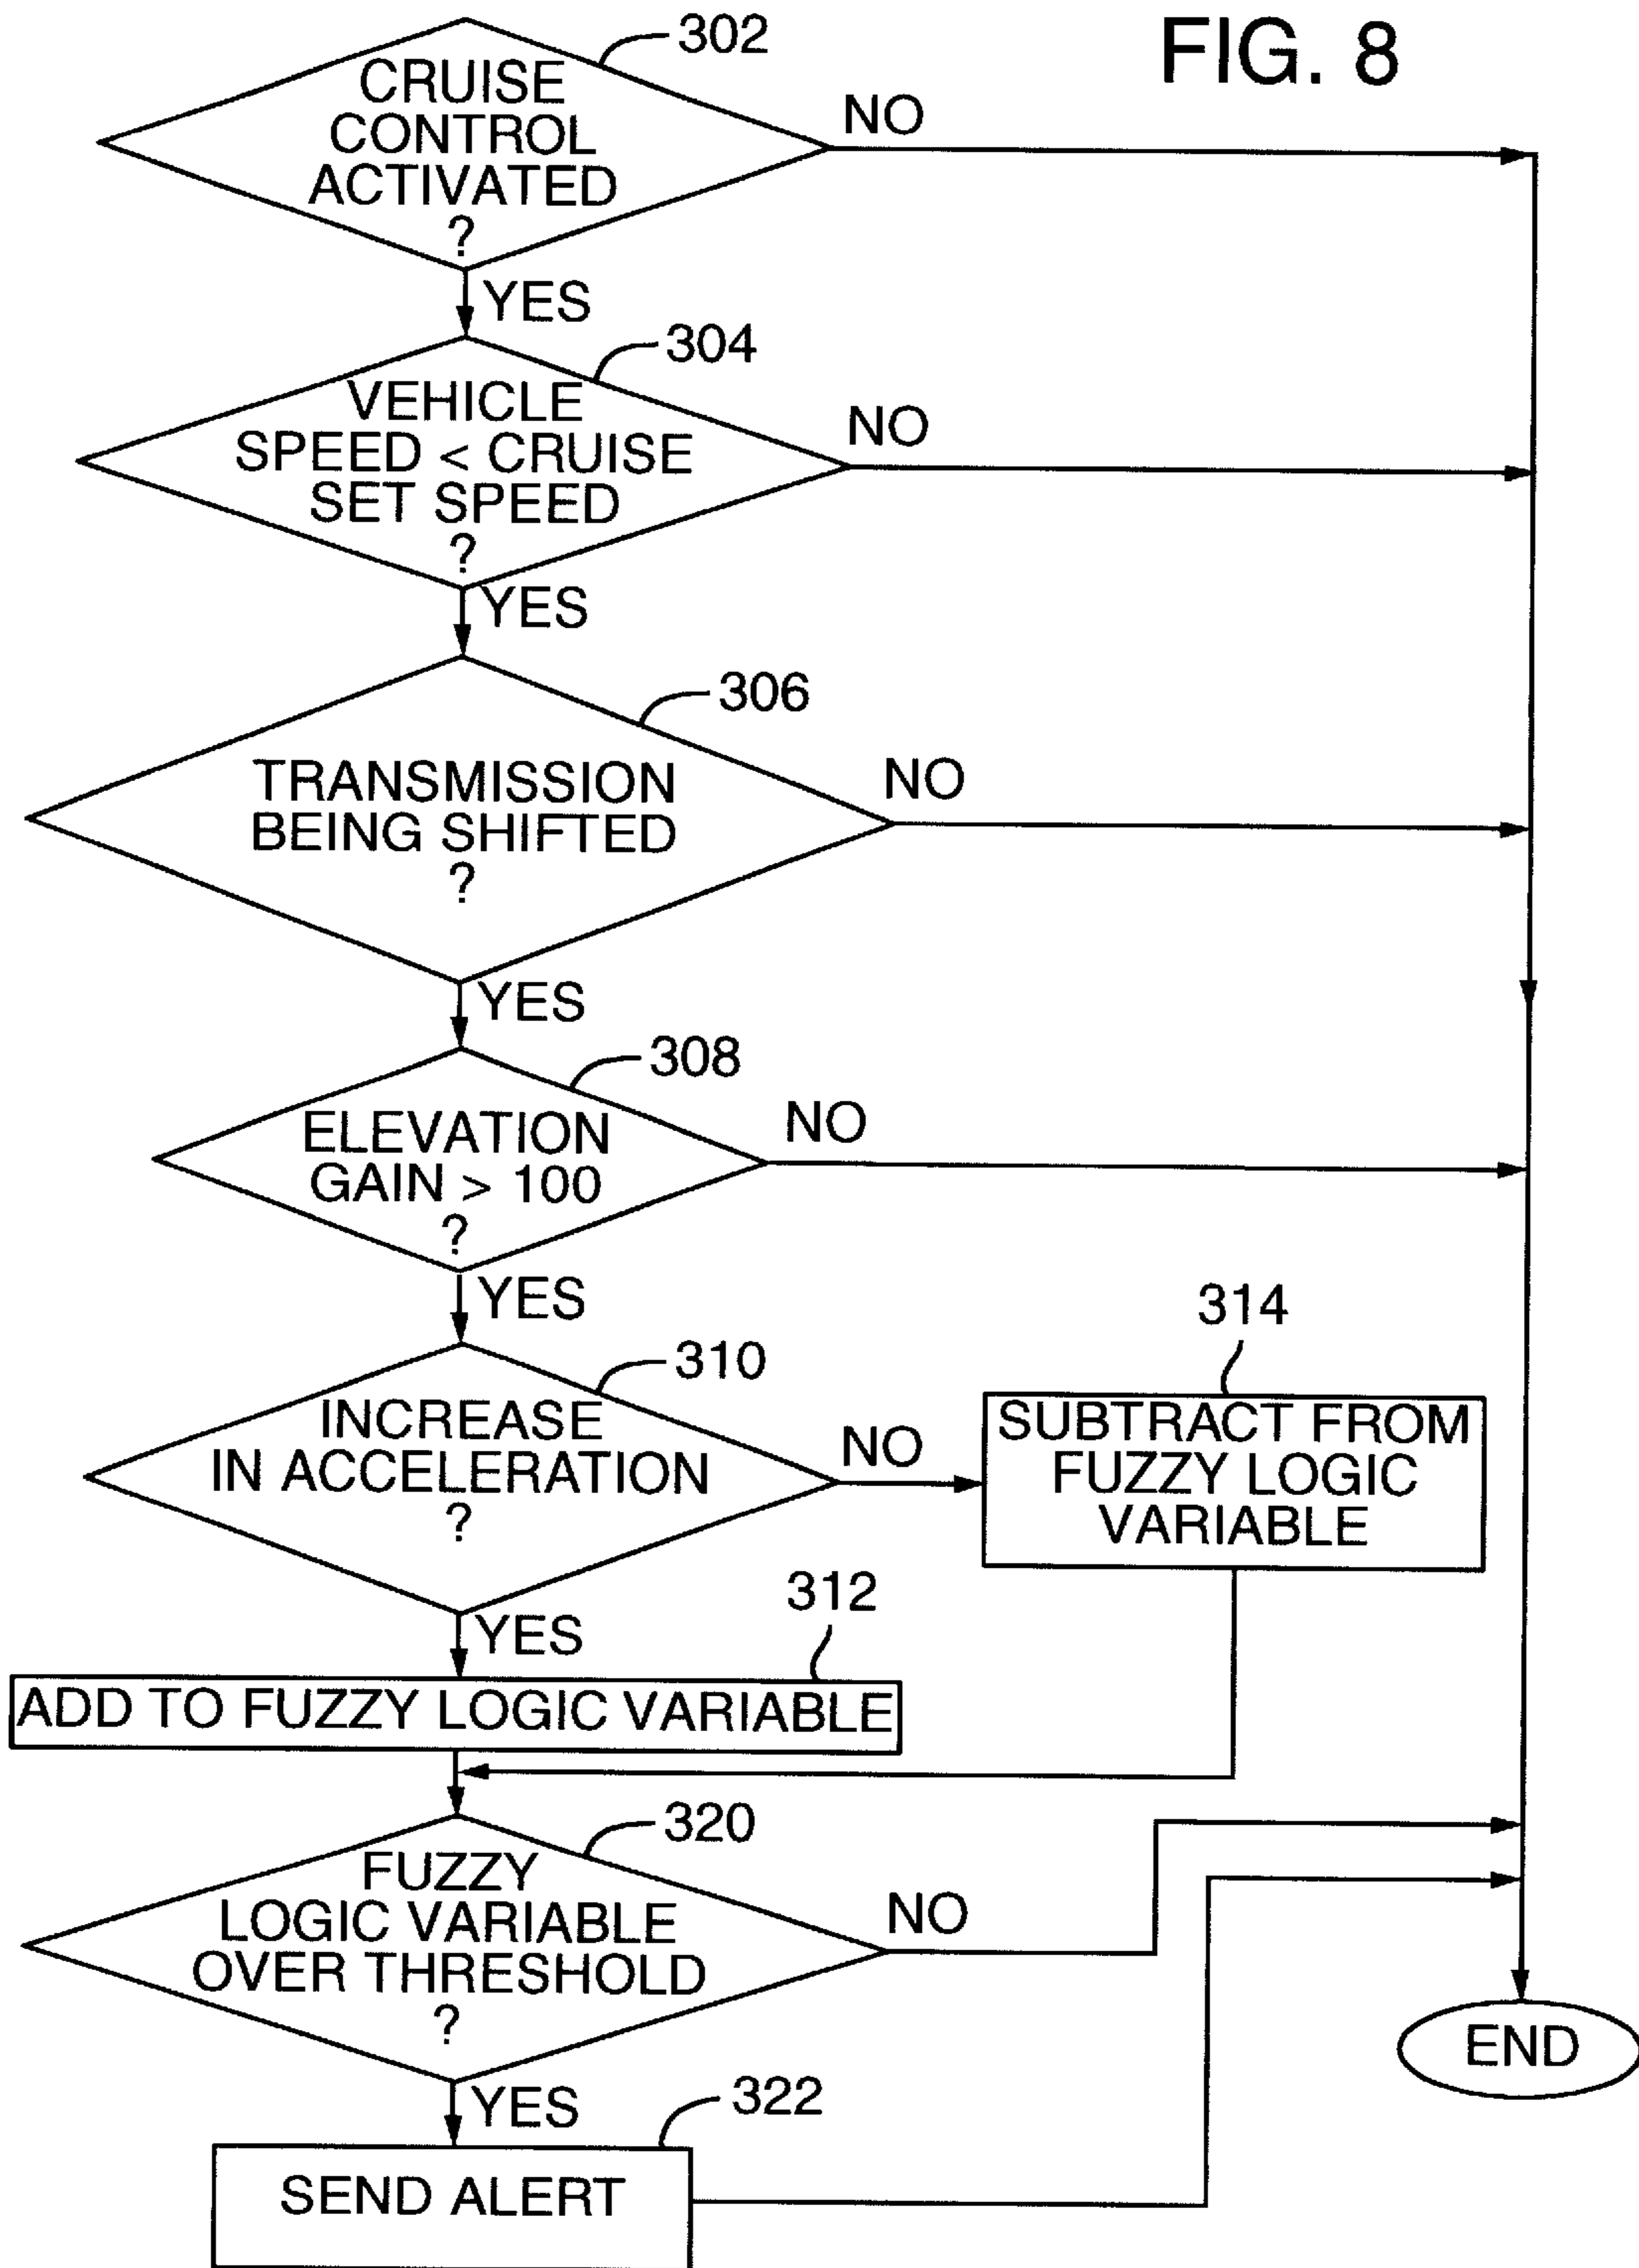 FIG. 8
302
CRUISE
CONTROL
ACTIVATED
?
NO
YES
304
VEHICLE
SPEED < CRUISE
SET SPEED
?
NO
YES
306
TRANSMISSION
BEING SHIFTED
?
NO
YES
308
ELEVATION
GAIN > 100
?
NO
YES
310
INCREASE
IN ACCELERATION
?
NO
314
SUBTRACT FROM
FUZZY LOGIC
VARIABLE
YES
312
ADD TO FUZZY LOGIC VARIABLE
320
FUZZY
LOGIC VARIABLE
OVER THRESHOLD
?
NO
END
YES
322
SEND ALERT